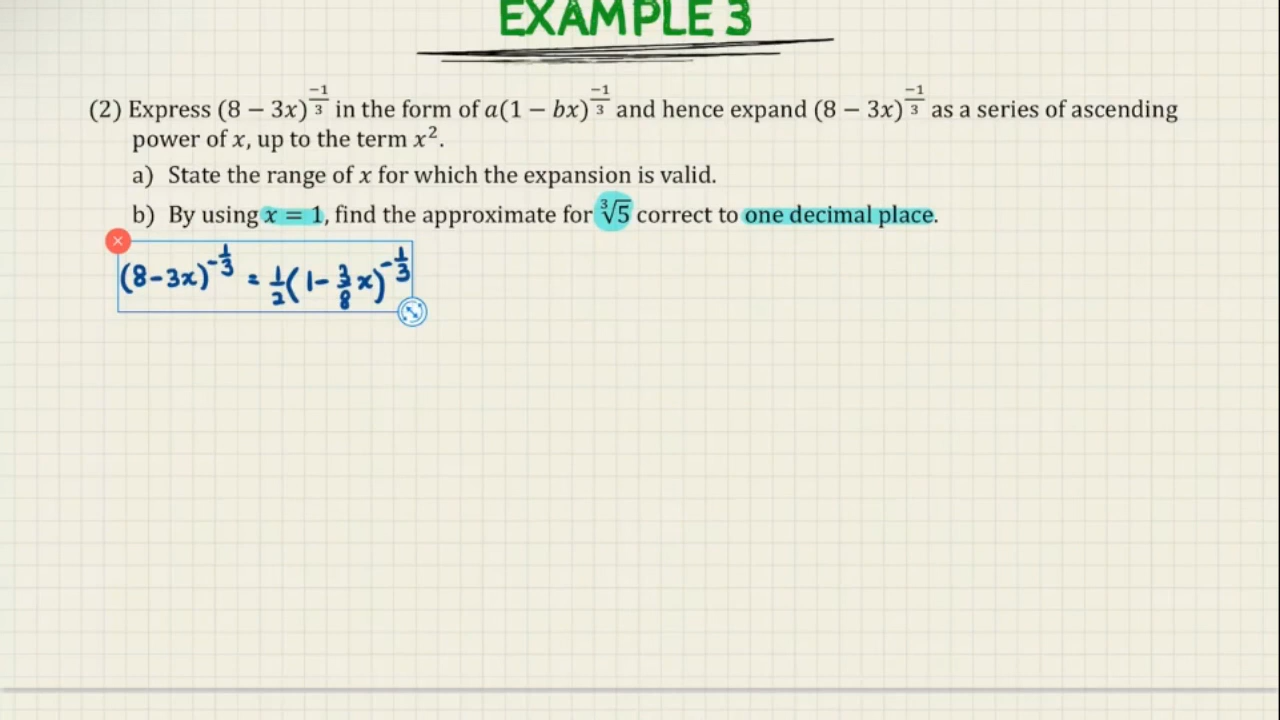 EXAMPLE 3
(2) Express (8 − 3x)^(−1/3) in the form of a(1 − bx)^(−1/3) and hence expand (8 − 3x)^(−1/3) as a series of ascending
power of x, up to the term x².
a) State the range of x for which the expansion is valid.
b) By using x = 1, find the approximate for ∛5 correct to one decimal place.
(8−3x)^(−1/3) = 1/2(1−3/8x)^(−1/3)